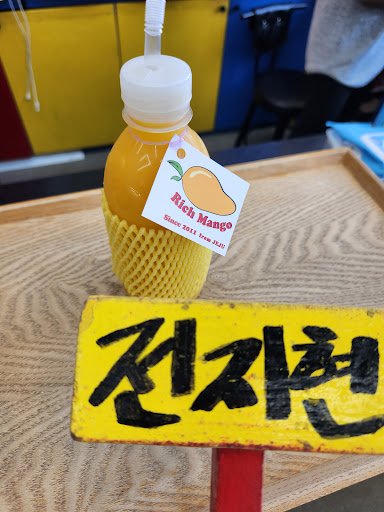 Rich Mango
Since 2011 from JEJU
전지현